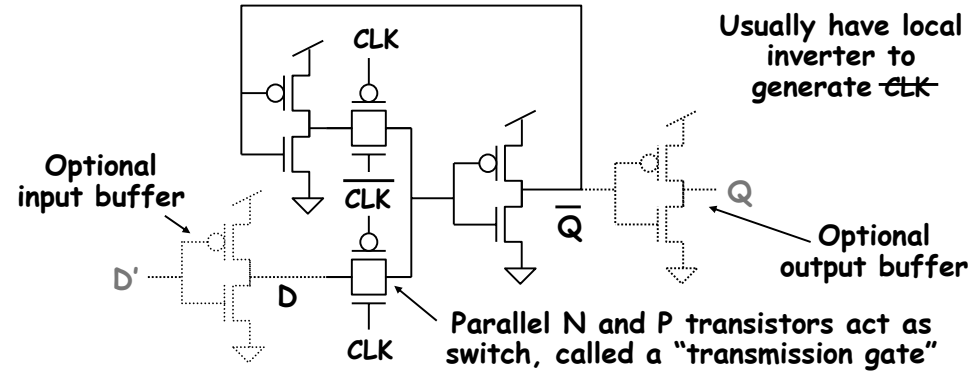 CLK
Usually have local
inverter to
generate CLK
Optional
input buffer
CLK
D'
D
Q
Q
Optional
output buffer
CLK
Parallel N and P transistors act as
switch, called a “transmission gate”